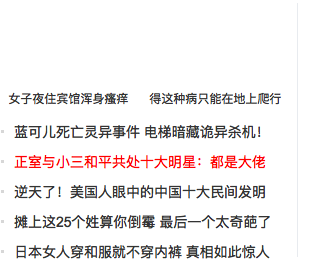 女子夜住宾馆浑身瘙痒 得这种病只能在地上爬行
蓝可儿死亡灵异事件 电梯暗藏诡异杀机！
正室与小三和平共处十大明星：都是大佬
逆天了！美国人眼中的中国十大民间发明
摊上这25个姓算你倒霉 最后一个太奇葩了
日本女人穿和服就不穿内裤 真相如此惊人